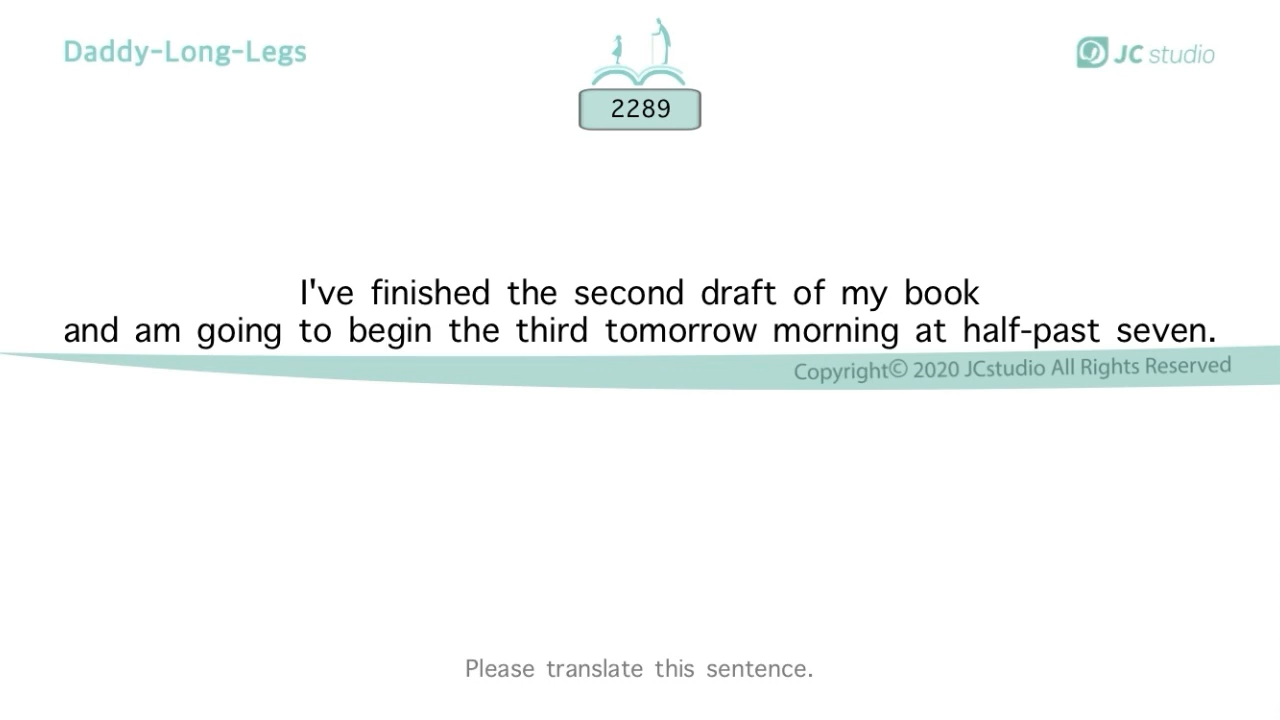 Daddy-Long-Legs
JC studio
2289
I've finished the second draft of my book
and am going to begin the third tomorrow morning at half-past seven.
Copyright© 2020 JCstudio All Rights Reserved
Please translate this sentence.